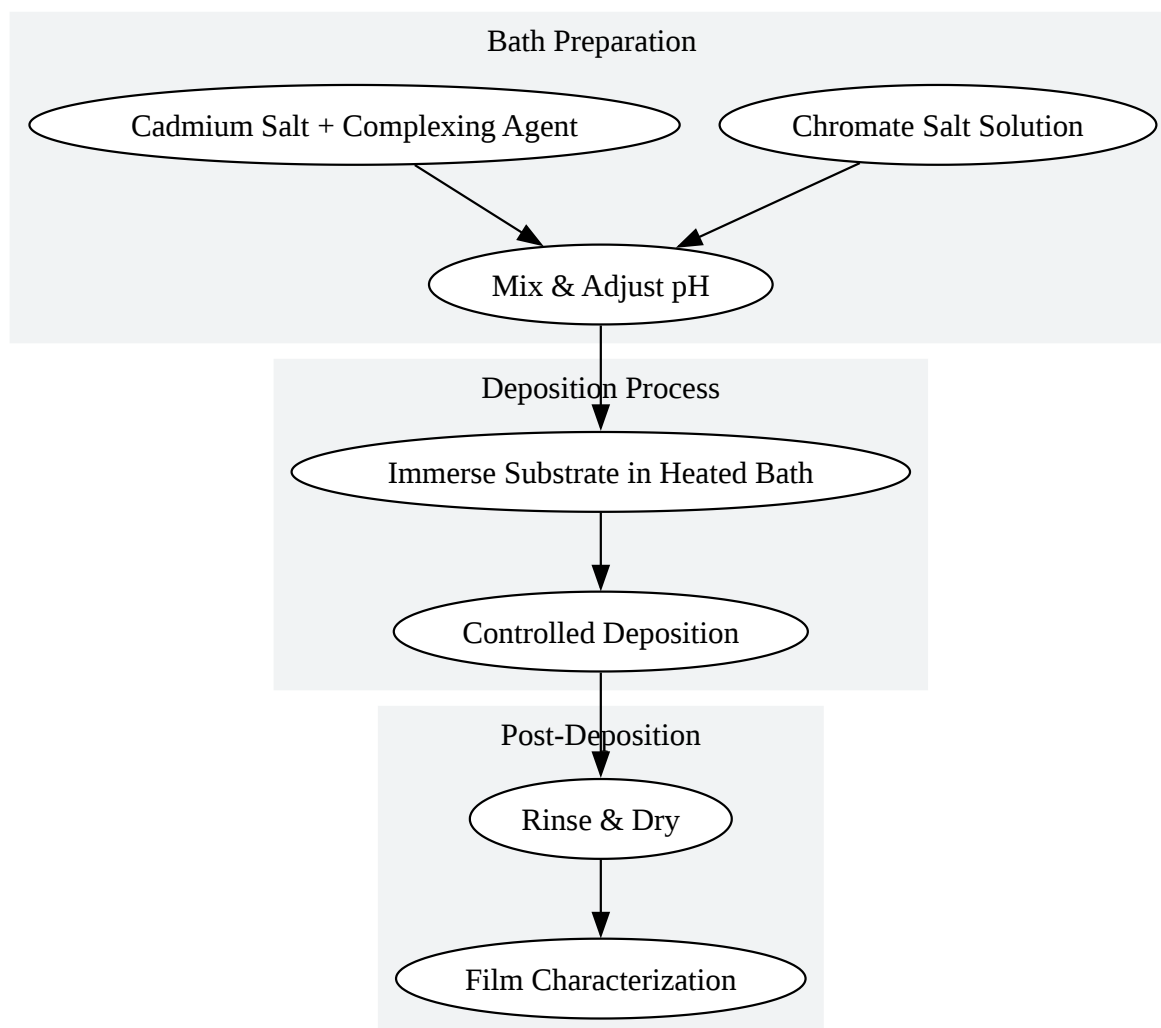 Bath Preparation
Cadmium Salt + Complexing Agent
Chromate Salt Solution
Mix & Adjust pH
Deposition Process
Immerse Substrate in Heated Bath
Controlled Deposition
Post-Deposition
Rinse & Dry
Film Characterization